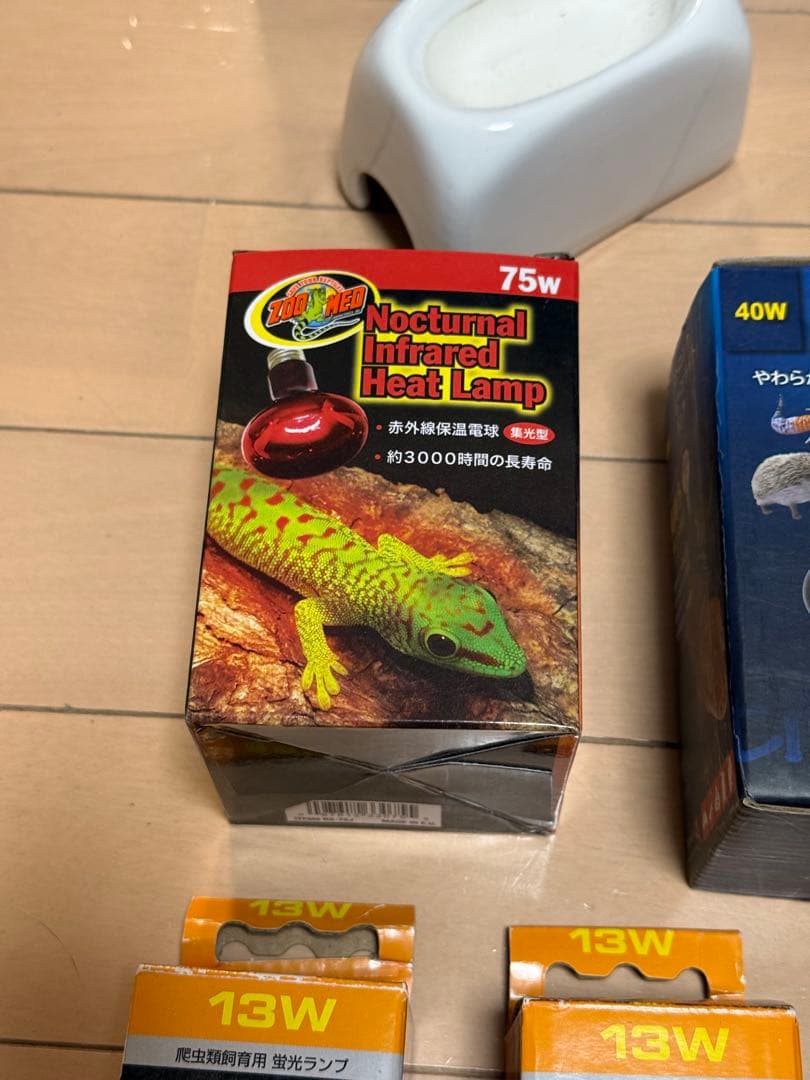 75W
ZOO MED
Nocturnal
Infrared
Heat Lamp
・赤外線保温電球 集光型
・約3000時間の長寿命
MADE IN E.U.
40W
やわらか
13W
13W
爬虫類飼育用 蛍光ランプ
13W
13W